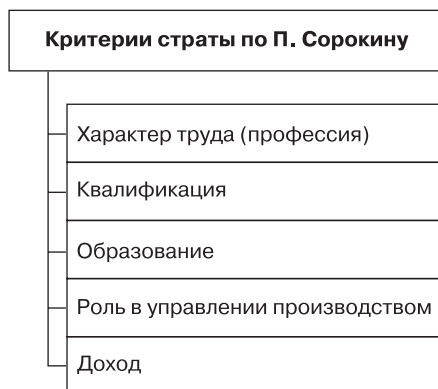 Критерии страты по П. Сорокину
Характер труда (профессия)
Квалификация
Образование
Роль в управлении производством
Доход